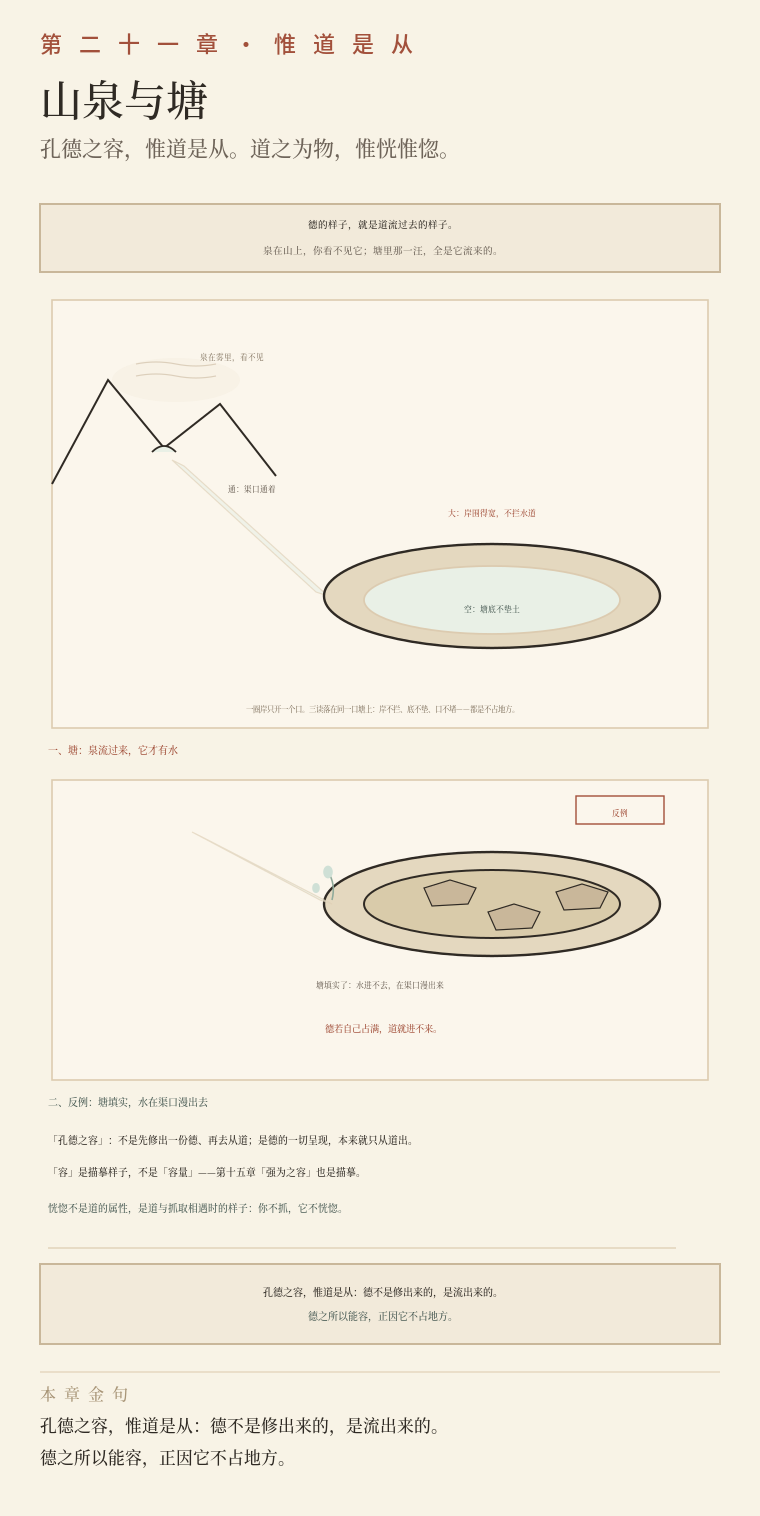 第二十一章·惟道是从
山泉与塘
孔德之容，惟道是从。道之为物，惟恍惟惚。
德的样子，就是道流过去的样子。
泉在山上，你看不见它；塘里那一汪，全是它流来的。
泉在雾里，看不见
通：渠口通着
大：岸围得宽，不拦水道
空：塘底不垫土
一圈岸只开一个口。三读落在同一口塘上：岸不拦、底不垫、口不堵——都是不占地方。
一、塘：泉流过来，它才有水
反例
塘填实了：水进不去，在渠口漫出来
德若自己占满，道就进不来。
二、反例：塘填实，水在渠口漫出去
「孔德之容」：不是先修出一份德、再去从道；是德的一切呈现，本来就只从道出。
「容」是描摹样子，不是「容量」——第十五章「强为之容」也是描摹。
恍惚不是道的属性，是道与抓取相遇时的样子：你不抓，它不恍惚。
孔德之容，惟道是从：德不是修出来的，是流出来的。
德之所以能容，正因它不占地方。
本章金句
孔德之容，惟道是从：德不是修出来的，是流出来的。
德之所以能容，正因它不占地方。